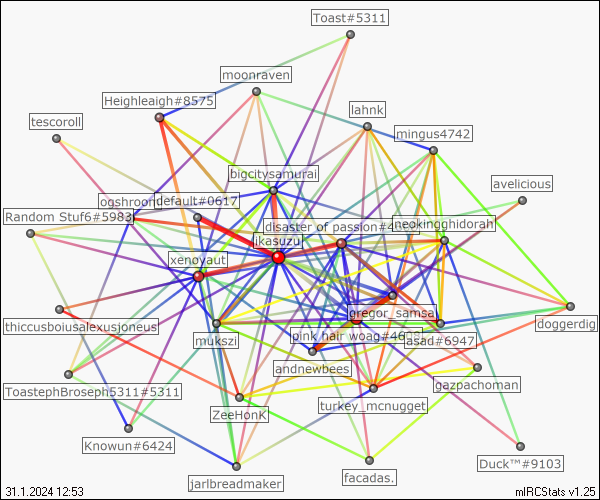 Toast#5311
moonraven
Heighleaigh#8575
lahnk
tescoroll
mingus4742
bigcitysamurai
avelicious
default#0617
Random Stuf6#5983
disaster of passion#4
neokingghidorah
ikasuzu
xenoyaut
gregor_samsa
thiccusboiusalexusjoneus
doggerdig
mukszi
pink hair woag#4608
asad#6947
andnewbees
ToastephBroseph5311#5311
gazpachoman
ZeeHonK
turkey_mcnugget
Knowun#6424
facadas.
Duck™#9103
jarlbreadmaker
31.1.2024 12:53
mIRCStats v1.25